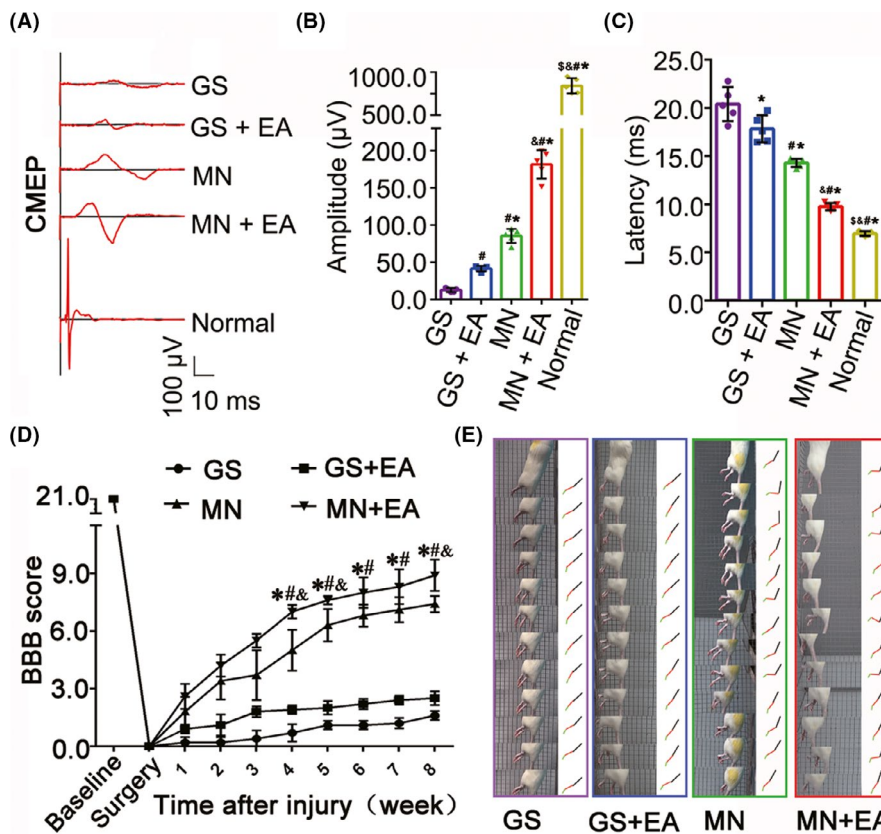 (A)
CMEP
GS
GS + EA
MN
MN + EA
Normal
100 µV
10 ms
(B)
Amplitude (µV)
1000.0
500.0
200.0
150.0
100.0
50.0
0.0
#
#*
&#*
$&#*
GS
GS + EA
MN
MN + EA
Normal
(C)
Latency (ms)
25.0
20.0
15.0
10.0
5.0
0.0
*
#*
&#*
$&#*
GS
GS + EA
MN
MN + EA
Normal
(D)
GS
GS+EA
MN
MN+EA
BBB score
21.0
9.0
6.0
3.0
0.0
*#&
*#&
*#
*#
*#&
Baseline
Surgery
1 2 3 4 5 6 7 8
Time after injury（week）
(E)
GS
GS+EA
MN
MN+EA